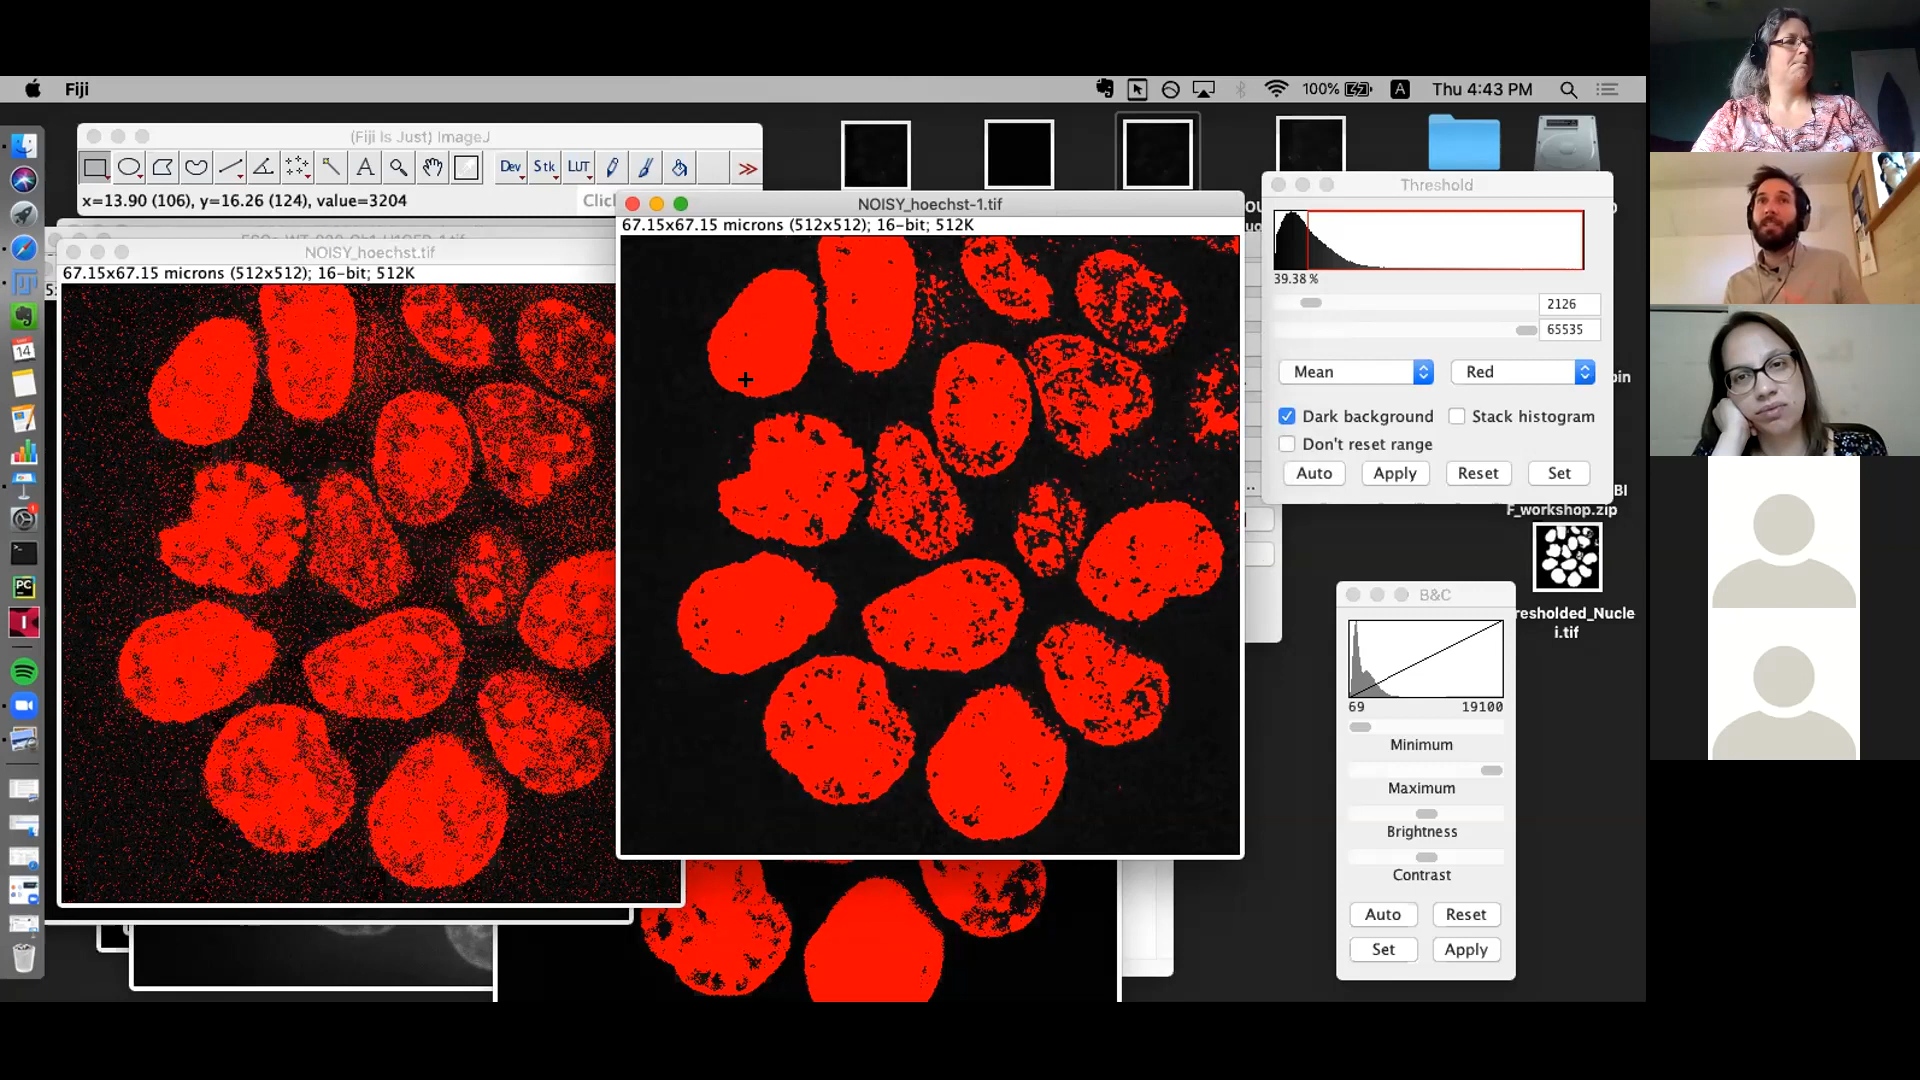 Fiji
100%
A
Thu 4:43 PM
(Fiji Is Just) ImageJ
A
Dev
Stk
LUT
>>
x=13.90 (106), y=16.26 (124), value=3204
Clic
NOISY_hoechst.tif
67.15x67.15 microns (512x512); 16-bit; 512K
NOISY_hoechst-1.tif
67.15x67.15 microns (512x512); 16-bit; 512K
Threshold
39.38 %
2126
65535
Mean
Red
Dark background
Stack histogram
Don't reset range
Auto
Apply
Reset
Set
F_workshop.zip
resholded_Nucle
i.tif
B&C
69
19100
Minimum
Maximum
Brightness
Contrast
Auto
Reset
Set
Apply
14
PC